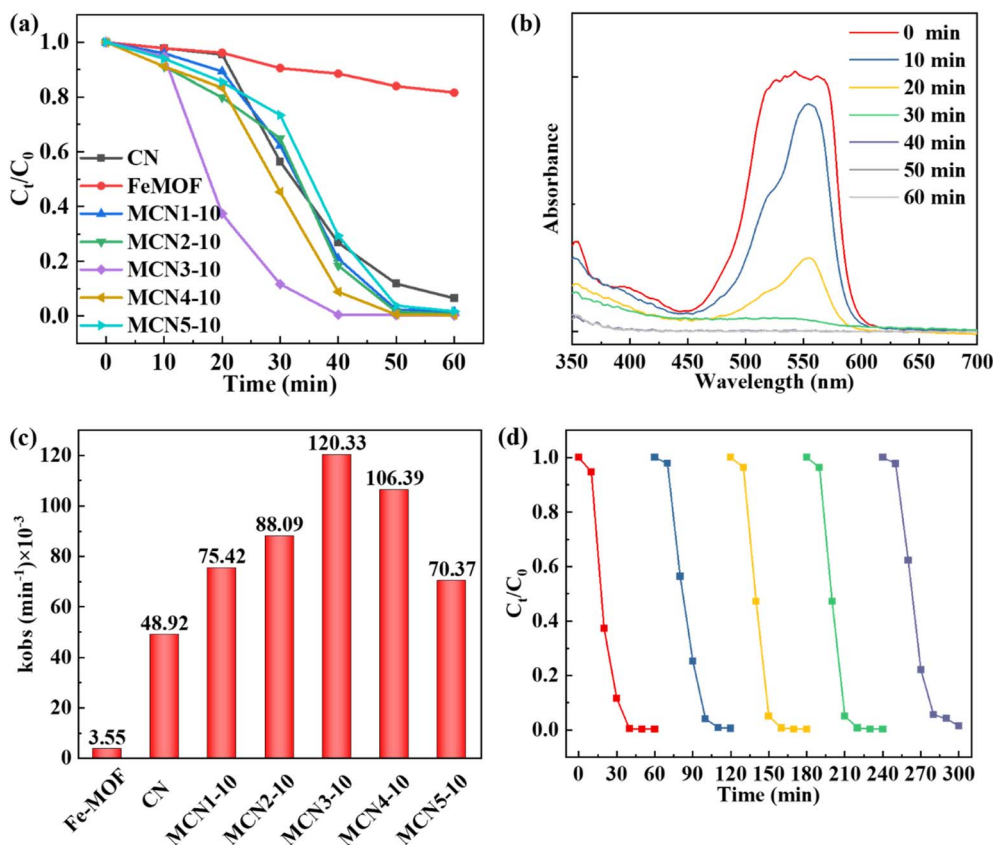 (a)
1.0
0.8
0.6
0.4
0.2
0.0
Ct/C0
CN
FeMOF
MCN1-10
MCN2-10
MCN3-10
MCN4-10
MCN5-10
0 10 20 30 40 50 60
Time (min)
(b)
Absorbance
0 min
10 min
20 min
30 min
40 min
50 min
60 min
350 400 450 500 550 600 700
Wavelength (nm)
(c)
kobs (min⁻¹)×10⁻³
120
100
80
60
40
20
0
3.55
48.92
75.42
88.09
120.33
106.39
70.37
Fe-MOF
CN
MCN1-10
MCN2-10
MCN3-10
MCN4-10
MCN5-10
(d)
1.0
0.8
0.6
0.4
0.2
0.0
Ct/C0
0 30 60 90 120 150 180 210 240 270 300
Time (min)